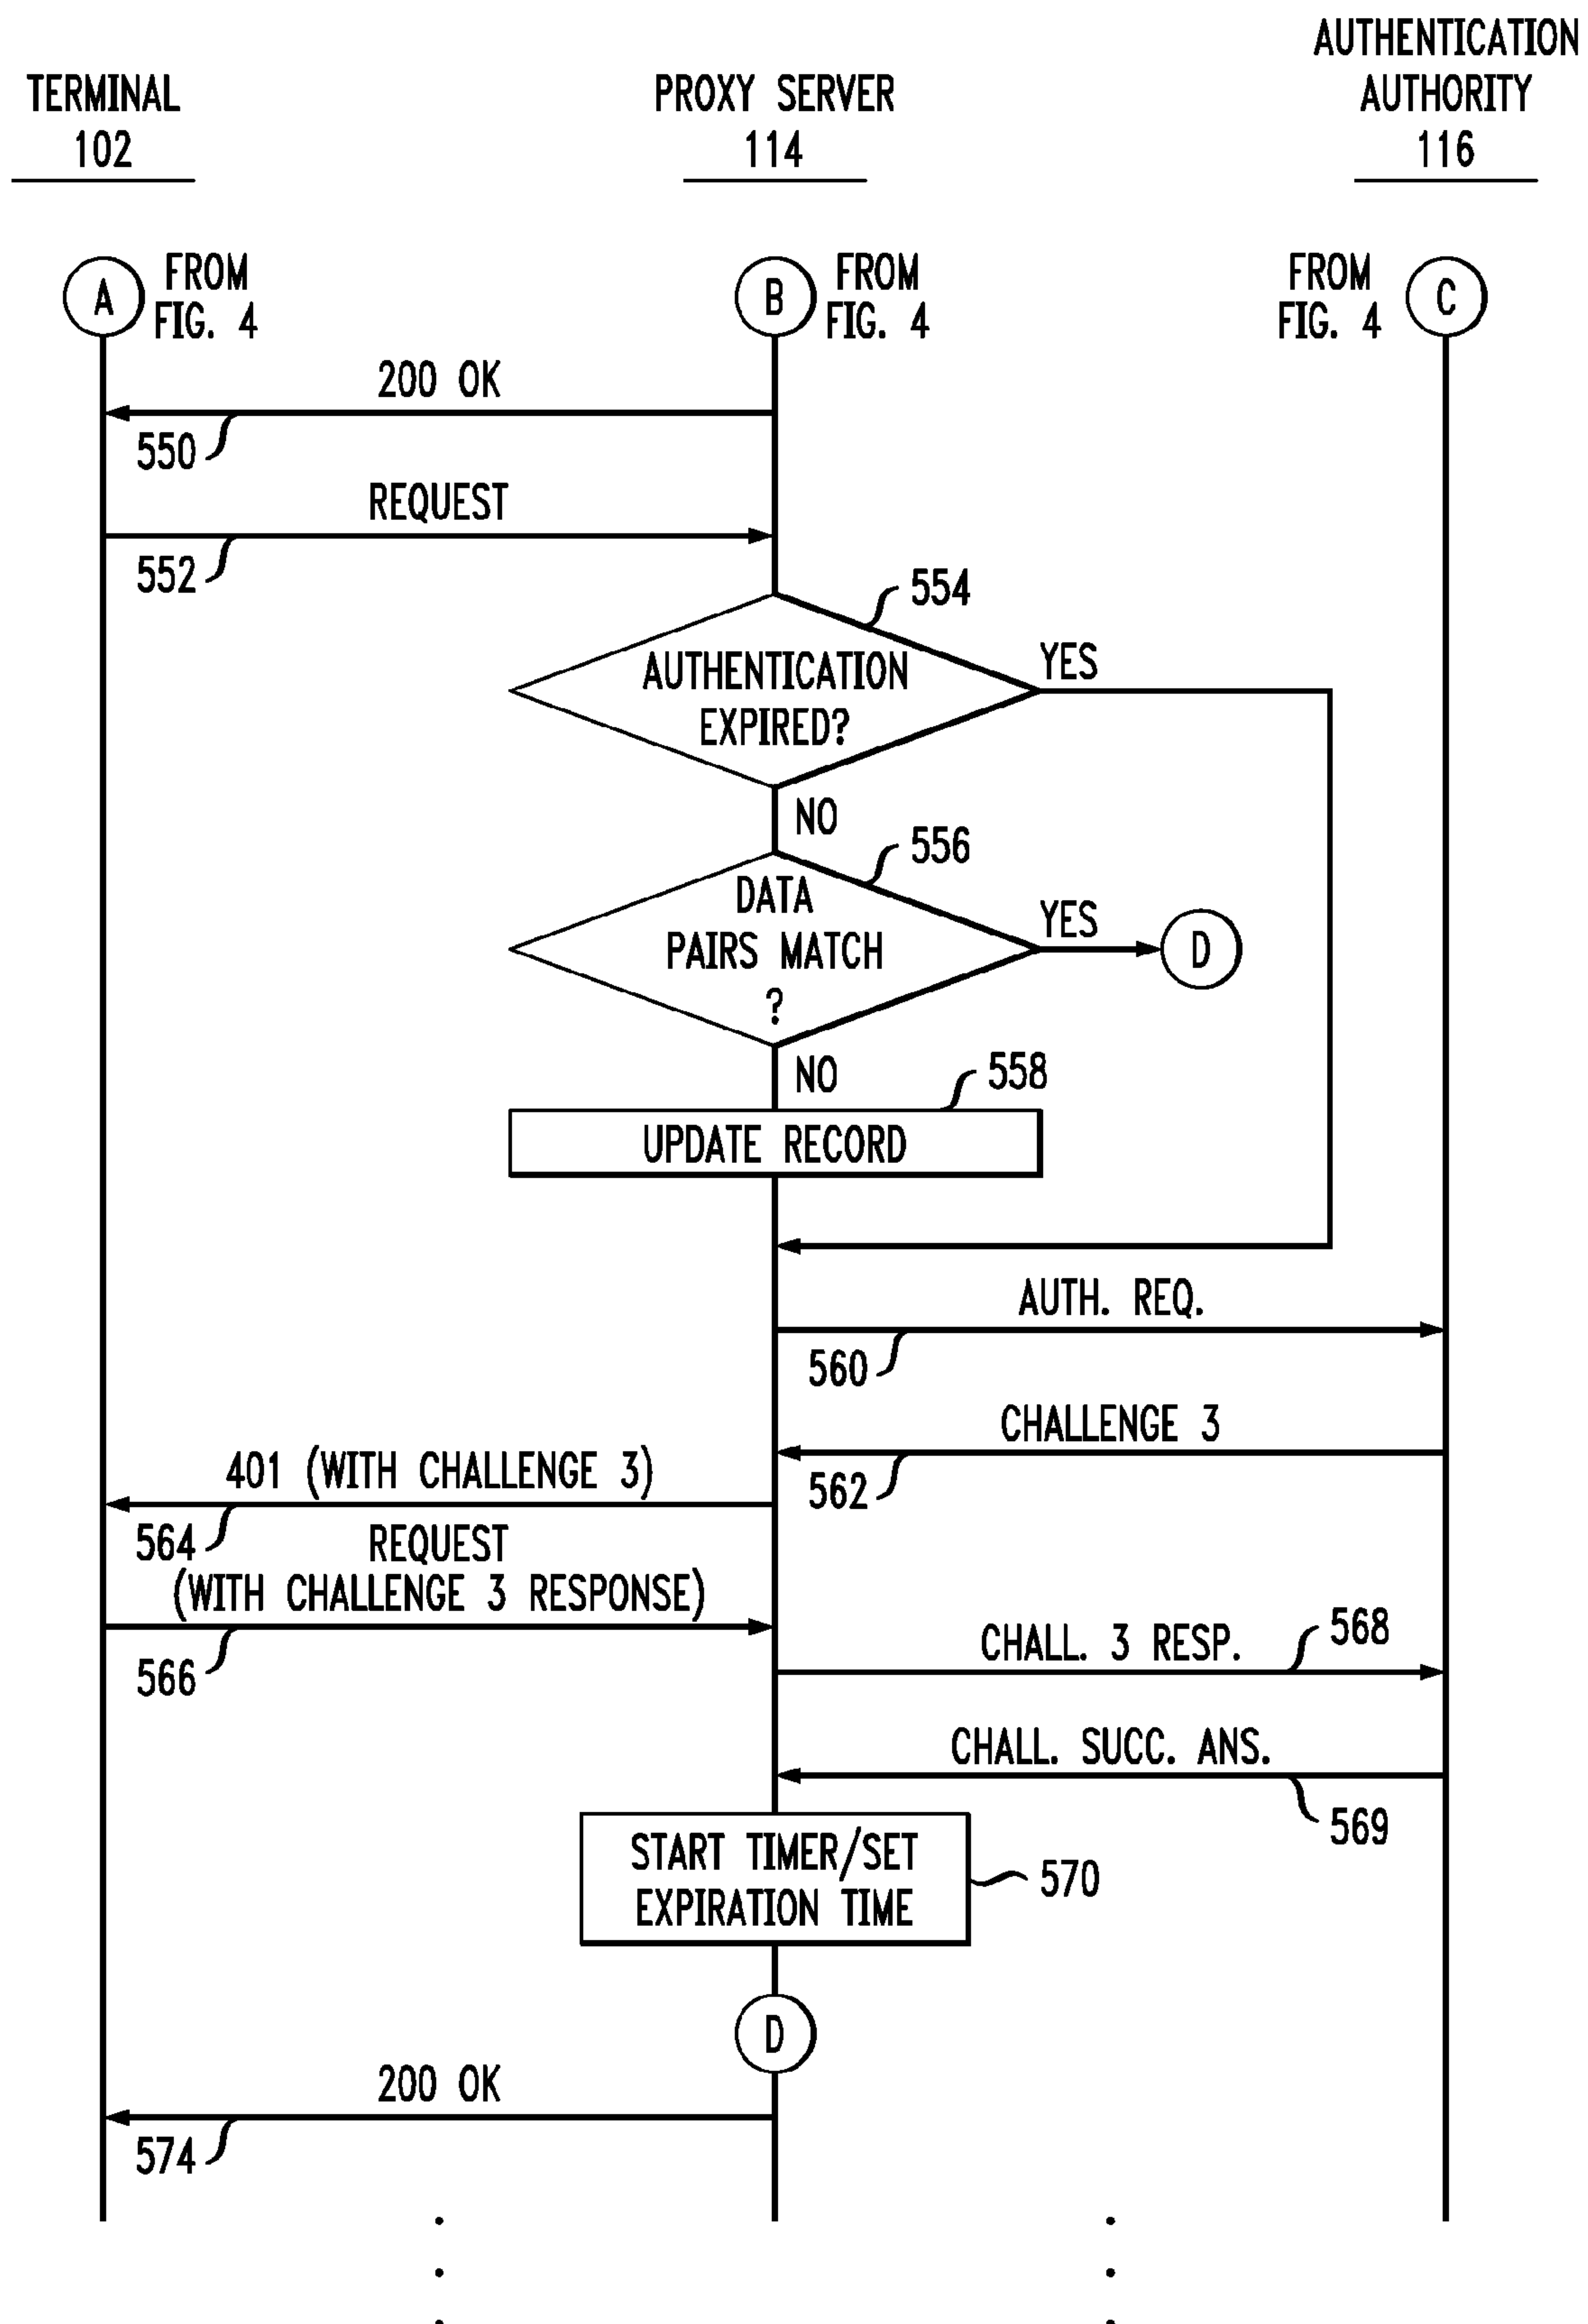 AUTHENTICATION
TERMINAL
PROXY SERVER
AUTHORITY
102
114
116
A
FROM
FIG. 4
B
FROM
FIG. 4
FROM
FIG. 4
C
200 OK
550
REQUEST
552
554
AUTHENTICATION
EXPIRED?
YES
NO
556
DATA
PAIRS MATCH
?
YES
D
NO
558
UPDATE RECORD
AUTH. REQ.
560
CHALLENGE 3
562
401 (WITH CHALLENGE 3)
564
REQUEST
(WITH CHALLENGE 3 RESPONSE)
566
CHALL. 3 RESP.
568
CHALL. SUCC. ANS.
569
START TIMER/SET
EXPIRATION TIME
570
D
200 OK
574